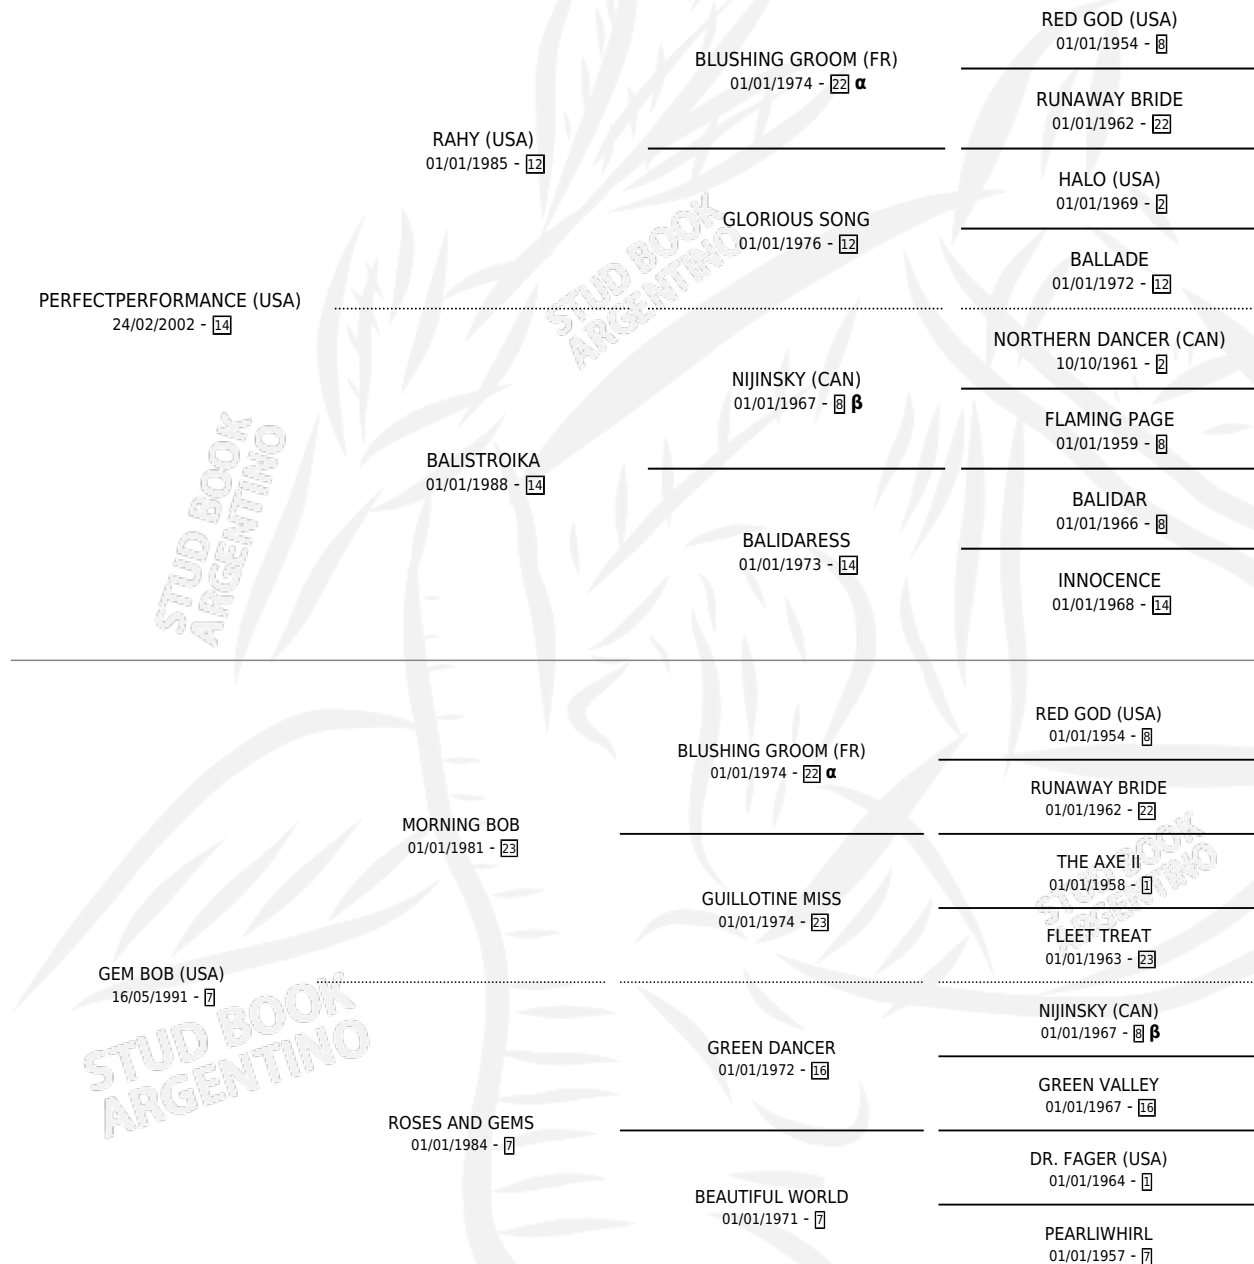 RED GOD (USA)
01/01/1954 - 8
BLUSHING GROOM (FR)
01/01/1974 - 22 α
RUNAWAY BRIDE
01/01/1962 - 22
RAHY (USA)
01/01/1985 - 12
HALO (USA)
01/01/1969 - 2
GLORIOUS SONG
01/01/1976 - 12
BALLADE
01/01/1972 - 12
PERFECTPERFORMANCE (USA)
24/02/2002 - 14
NORTHERN DANCER (CAN)
10/10/1961 - 2
NIJINSKY (CAN)
01/01/1967 - 8 β
FLAMING PAGE
01/01/1959 - 8
BALISTROIKA
01/01/1988 - 14
BALIDAR
01/01/1966 - 8
BALIDARESS
01/01/1973 - 14
INNOCENCE
01/01/1968 - 14
RED GOD (USA)
01/01/1954 - 8
BLUSHING GROOM (FR)
01/01/1974 - 22 α
RUNAWAY BRIDE
01/01/1962 - 22
MORNING BOB
01/01/1981 - 23
THE AXE II
01/01/1958 - 1
GUILLOTINE MISS
01/01/1974 - 23
FLEET TREAT
01/01/1963 - 23
GEM BOB (USA)
16/05/1991 - 7
NIJINSKY (CAN)
01/01/1967 - 8 β
GREEN DANCER
01/01/1972 - 16
GREEN VALLEY
01/01/1967 - 16
ROSES AND GEMS
01/01/1984 - 7
DR. FAGER (USA)
01/01/1964 - 1
BEAUTIFUL WORLD
01/01/1971 - 7
PEARLIWHIRL
01/01/1957 - 7
STUD BOOK
ARGENTINO
STUD BOOK
ARGENTINO
STUD BOOK
ARGENTINO
STUD BOOK
ARGENTINO